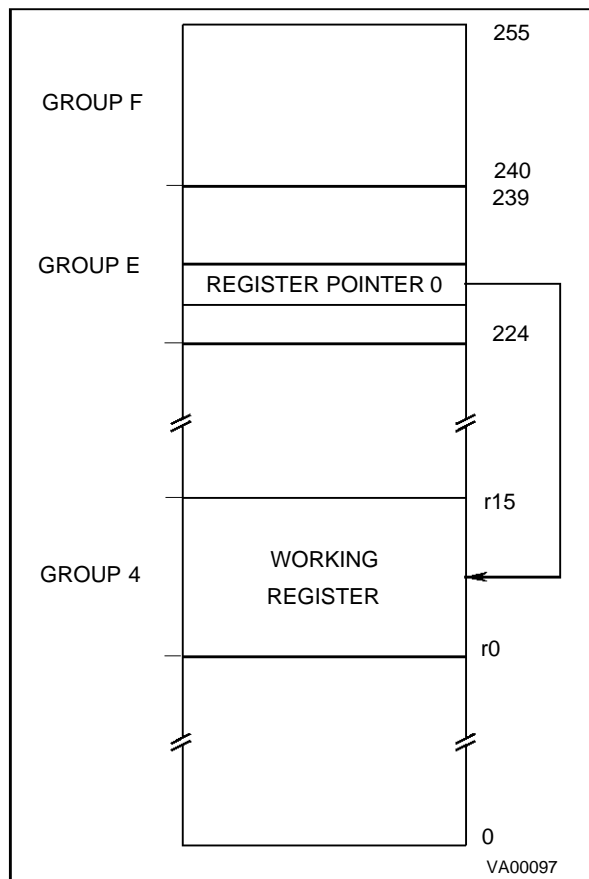 255
GROUP F
240
239
GROUP E
REGISTER POINTER 0
224
r15
WORKING
GROUP 4
REGISTER
r0
0
VA00097